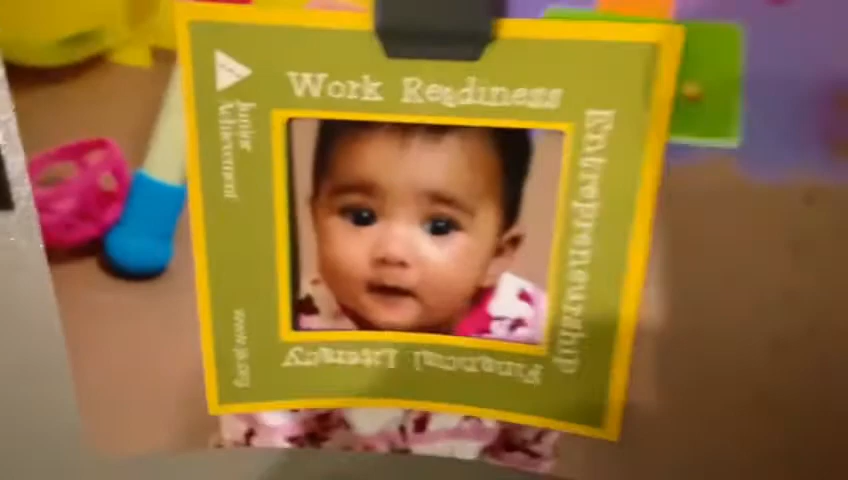 Work Readiness
Entrepreneurship
Financial Literacy
Junior
Achievement
www.ja.org